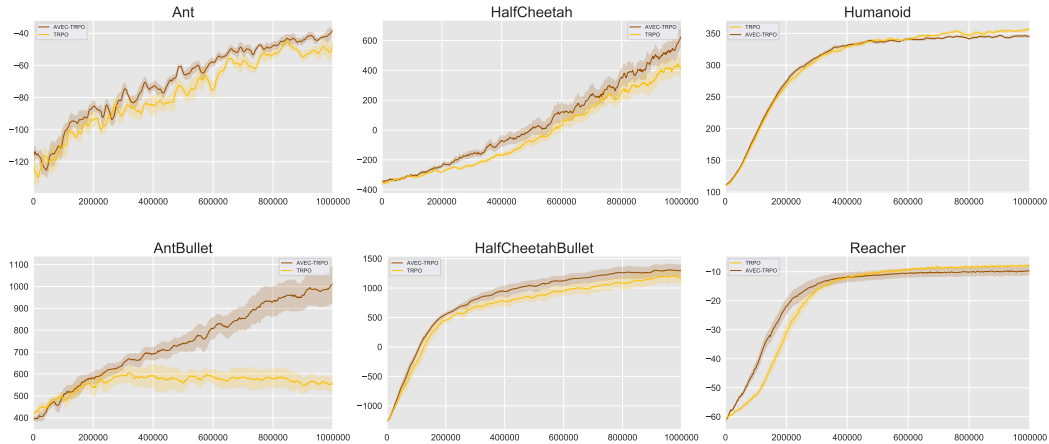 Ant
AVEC-TRPO
TRPO
−40
−60
−80
−100
−120
0 200000 400000 600000 800000 1000000
HalfCheetah
AVEC-TRPO
TRPO
600
400
200
0
−200
−400
0 200000 400000 600000 800000 1000000
Humanoid
TRPO
AVEC-TRPO
350
300
250
200
150
100
0 200000 400000 600000 800000 1000000
AntBullet
AVEC-TRPO
TRPO
1100
1000
900
800
700
600
500
400
0 200000 400000 600000 800000 1000000
HalfCheetahBullet
AVEC-TRPO
TRPO
1500
1000
500
0
−500
−1000
0 200000 400000 600000 800000 1000000
Reacher
TRPO
AVEC-TRPO
−10
−20
−30
−40
−50
−60
0 200000 400000 600000 800000 1000000